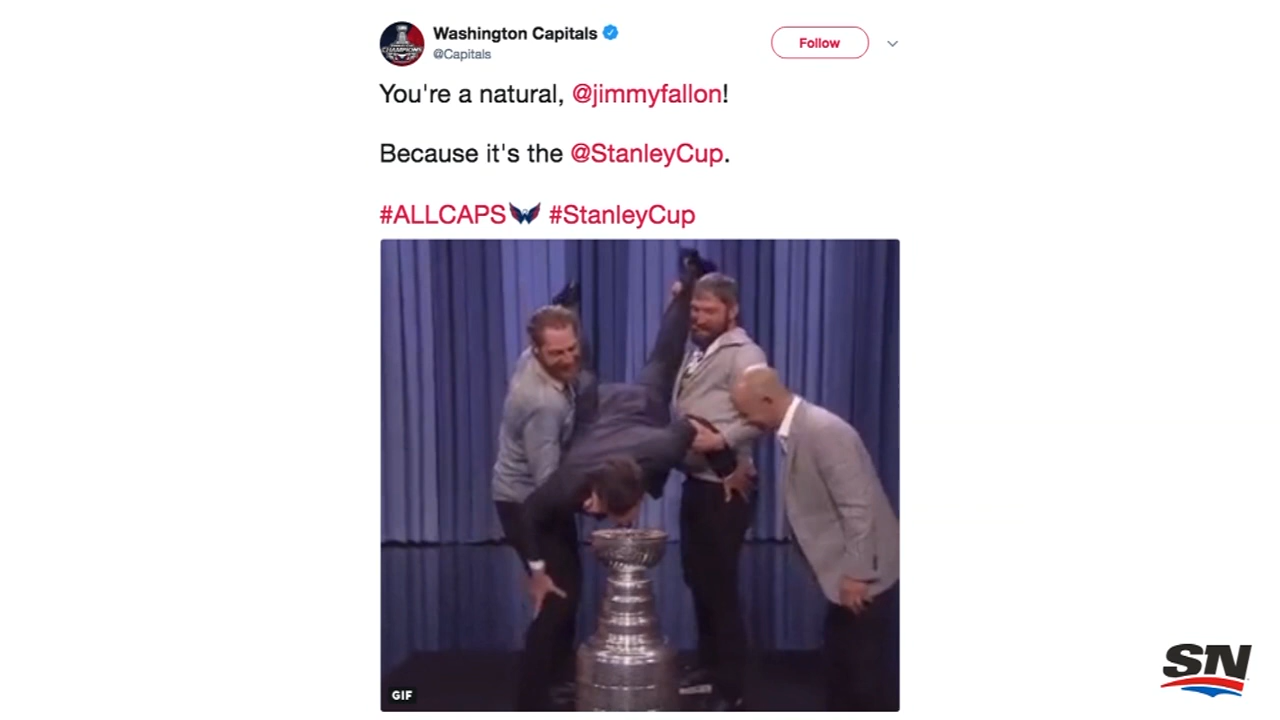 Washington Capitals
@Capitals
Follow
You're a natural, @jimmyfallon!
Because it's the @StanleyCup.
#ALLCAPS #StanleyCup
GIF
SN